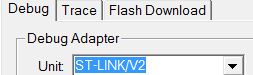 Debug Trace Flash Download
Debug Adapter
Unit: ST-LINK/V2